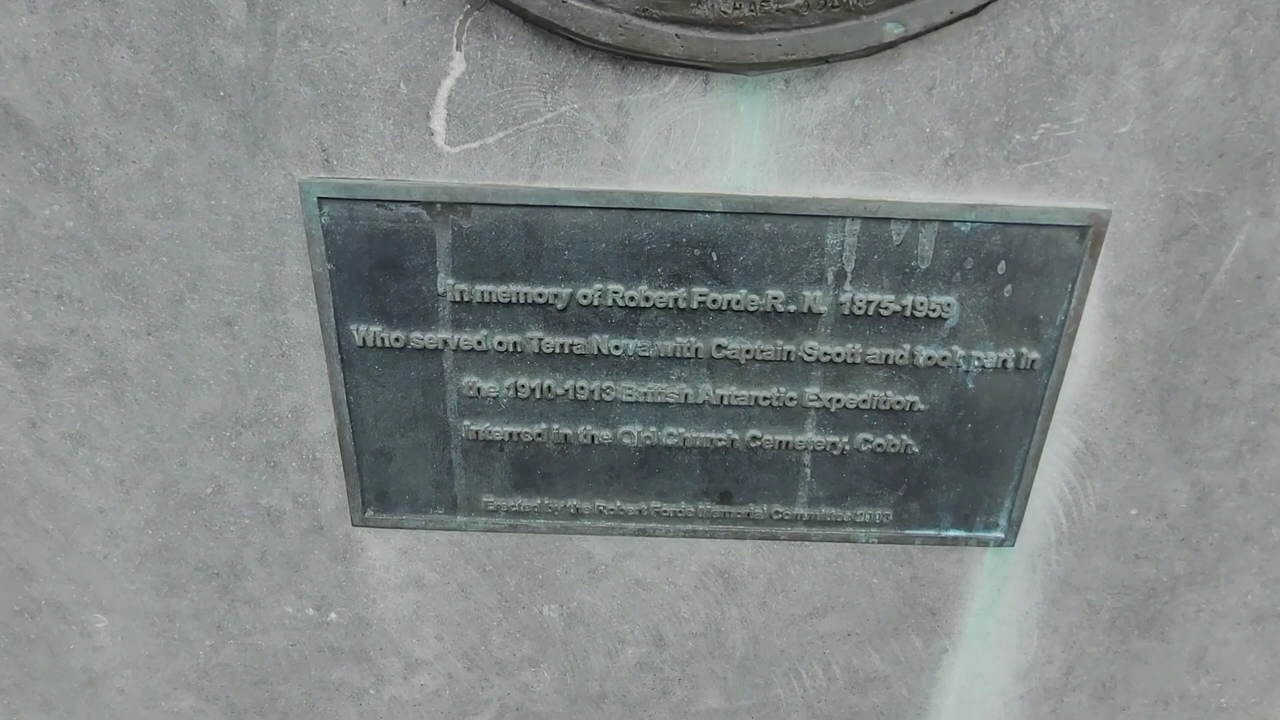 In memory of Robert Forde R. N. 1875-1959
Who served on Terra Nova with Captain Scott and took part in
the 1910-1913 British Antarctic Expedition.
Interred in the Old Church Cemetery, Cobh.
Erected by the Robert Forde Memorial Committee